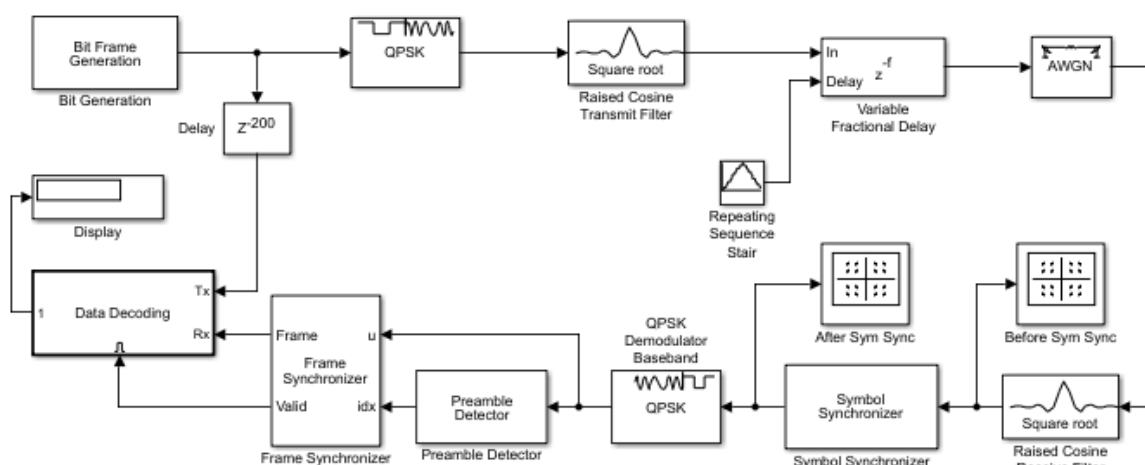 Bit Frame
Generation
Bit Generation
QPSK
Square root
Raised Cosine
Transmit Filter
In
Delay
z-f
Variable
Fractional Delay
AWGN
Delay
Z-200
Repeating
Sequence
Stair
Display
Tx
Rx
1
Data Decoding
Frame
Valid
u
idx
Frame
Synchronizer
Frame Synchronizer
Preamble
Detector
Preamble Detector
QPSK
Demodulator
Baseband
QPSK
After Sym Sync
Before Sym Sync
Symbol
Synchronizer
Symbol Synchronizer
Square root
Raised Cosine